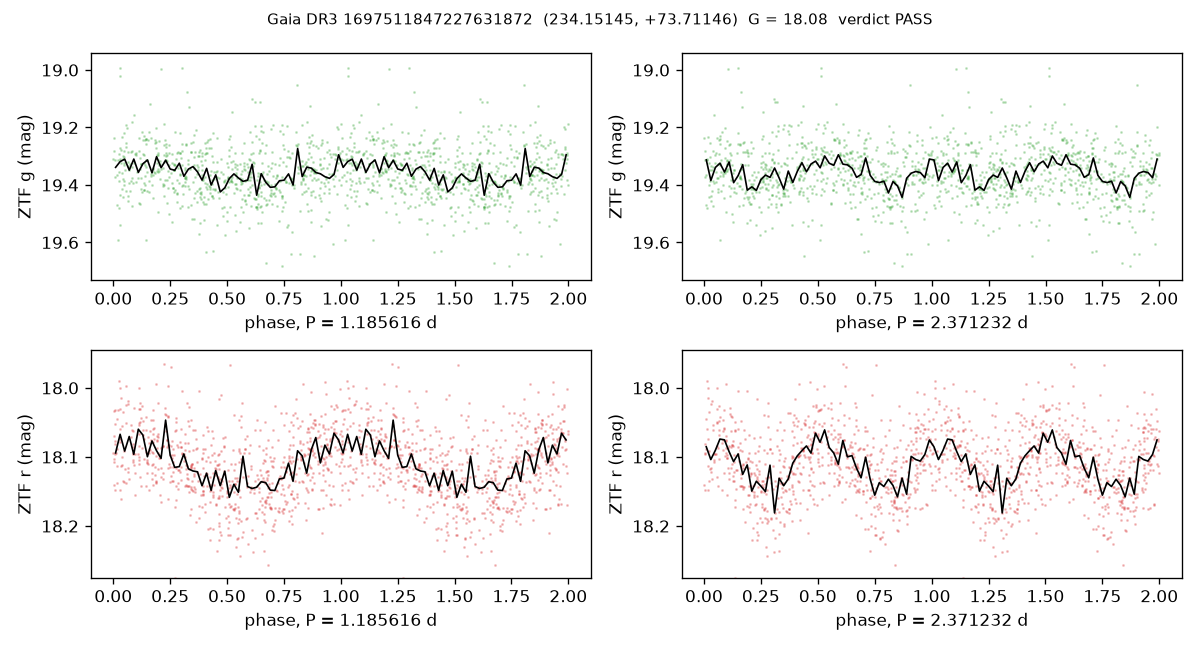 Gaia DR3 1697511847227631872 (234.15145, +73.71146) G = 18.08 verdict PASS
ZTF g (mag)
19.0
19.2
19.4
19.6
0.00 0.25 0.50 0.75 1.00 1.25 1.50 1.75 2.00
phase, P = 1.185616 d
ZTF g (mag)
19.0
19.2
19.4
19.6
0.00 0.25 0.50 0.75 1.00 1.25 1.50 1.75 2.00
phase, P = 2.371232 d
ZTF r (mag)
18.0
18.1
18.2
0.00 0.25 0.50 0.75 1.00 1.25 1.50 1.75 2.00
phase, P = 1.185616 d
ZTF r (mag)
18.0
18.1
18.2
0.00 0.25 0.50 0.75 1.00 1.25 1.50 1.75 2.00
phase, P = 2.371232 d